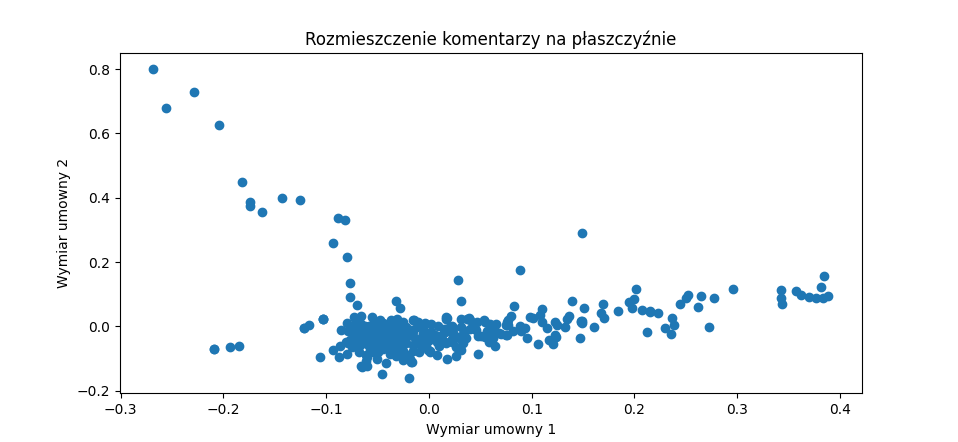 Rozmieszczenie komentarzy na płaszczyźnie
0.8
0.6
0.4
0.2
0.0
−0.2
Wymiar umowny 2
−0.3 −0.2 −0.1 0.0 0.1 0.2 0.3 0.4
Wymiar umowny 1